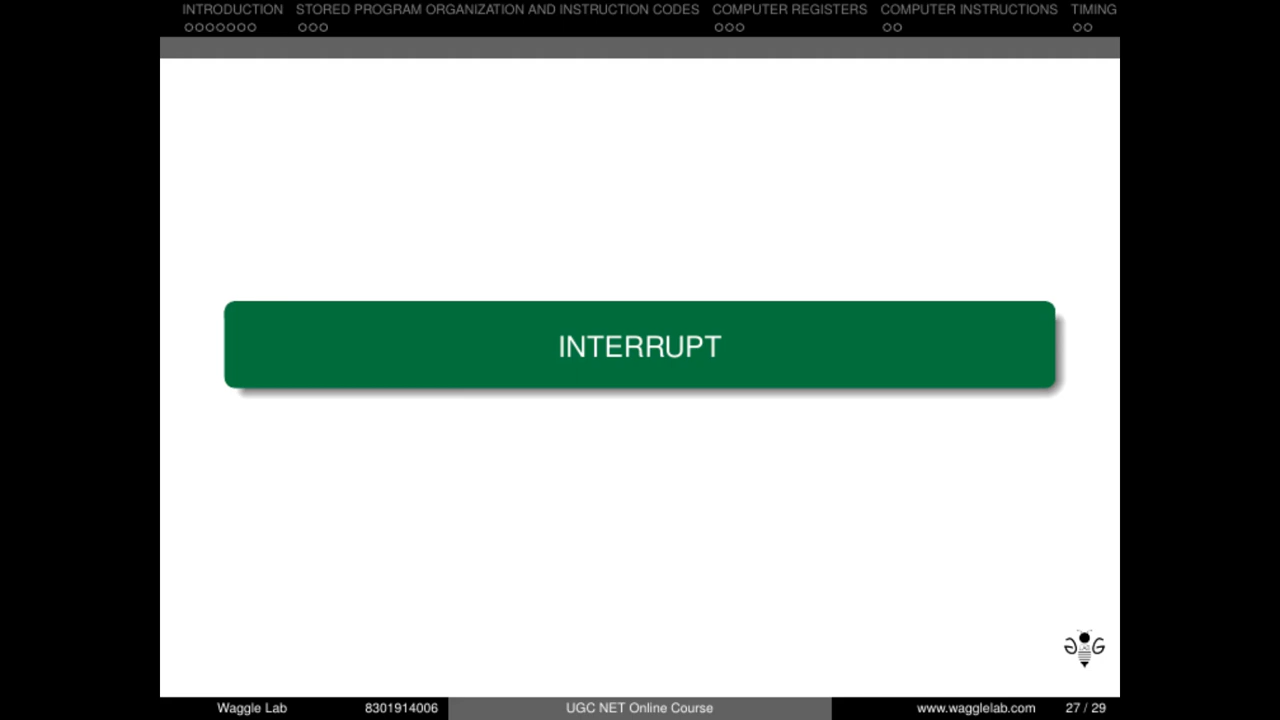 INTRODUCTION STORED PROGRAM ORGANIZATION AND INSTRUCTION CODES COMPUTER REGISTERS COMPUTER INSTRUCTIONS TIMING
INTERRUPT
Waggle Lab 8301914006 UGC NET Online Course www.wagglelab.com 27 / 29